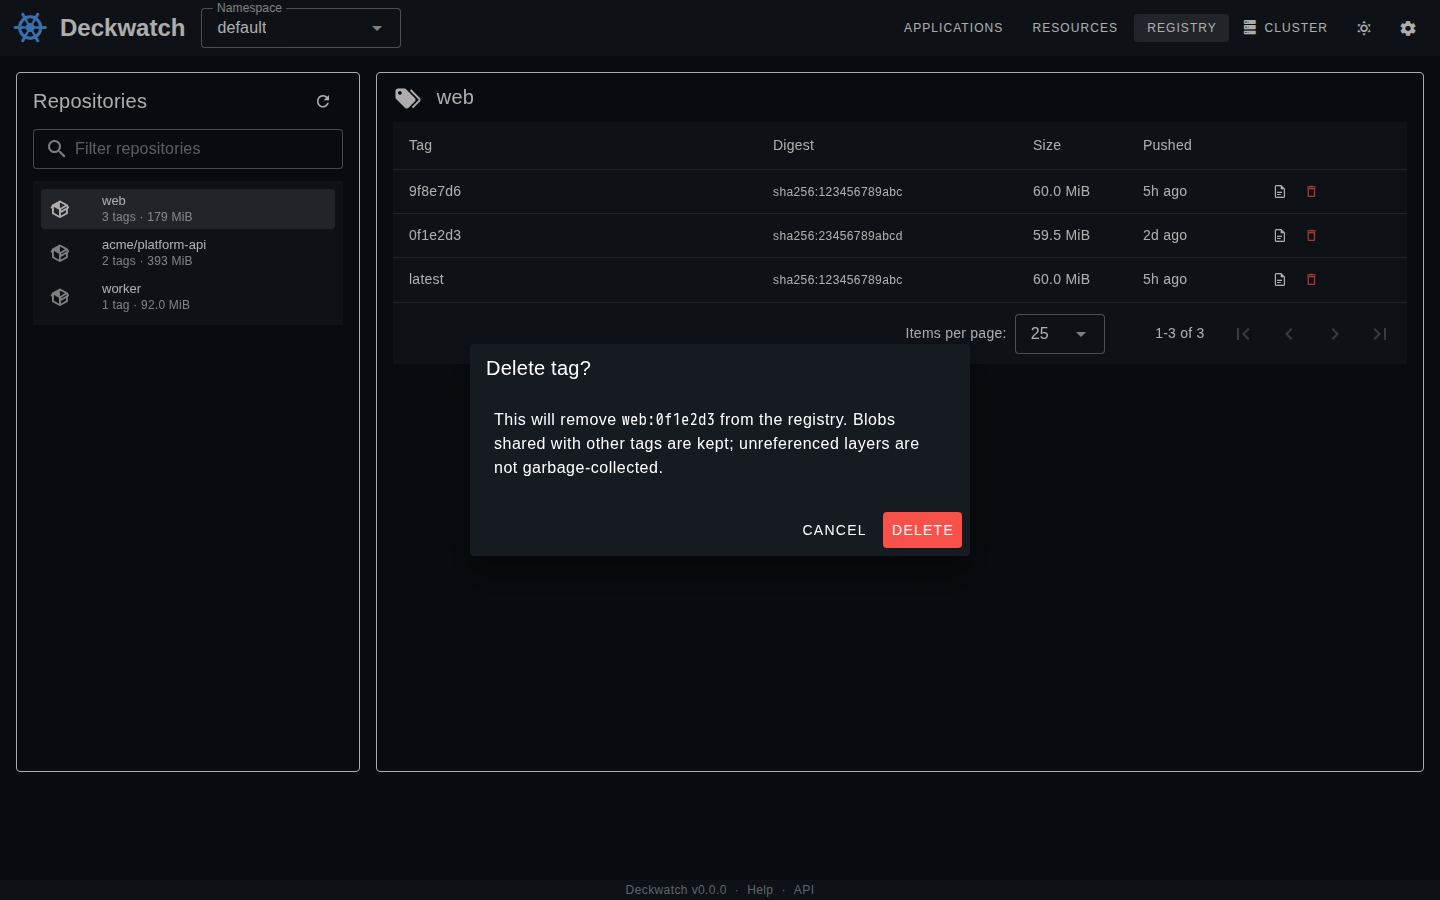 Deckwatch
Namespace
default
APPLICATIONS
RESOURCES
REGISTRY
CLUSTER
Repositories
Filter repositories
web
3 tags · 179 MiB
acme/platform-api
2 tags · 393 MiB
worker
1 tag · 92.0 MiB
web
Tag Digest Size Pushed
9f8e7d6 sha256:123456789abc 60.0 MiB 5h ago
0f1e2d3 sha256:23456789abcd 59.5 MiB 2d ago
latest sha256:123456789abc 60.0 MiB 5h ago
Items per page: 25 1-3 of 3
Delete tag?
This will remove web:0f1e2d3 from the registry. Blobs
shared with other tags are kept; unreferenced layers are
not garbage-collected.
CANCEL DELETE
Deckwatch v0.0.0 · Help · API